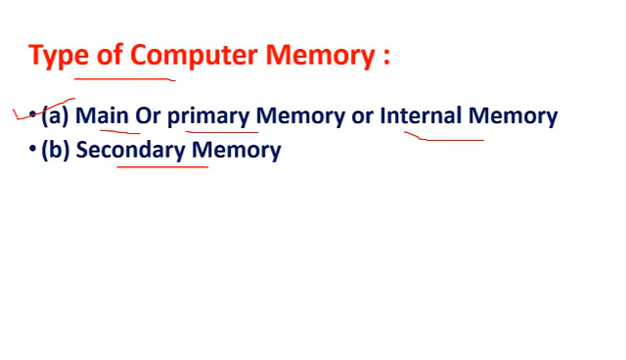 Type of Computer Memory :
• (a) Main Or primary Memory or Internal Memory
• (b) Secondary Memory